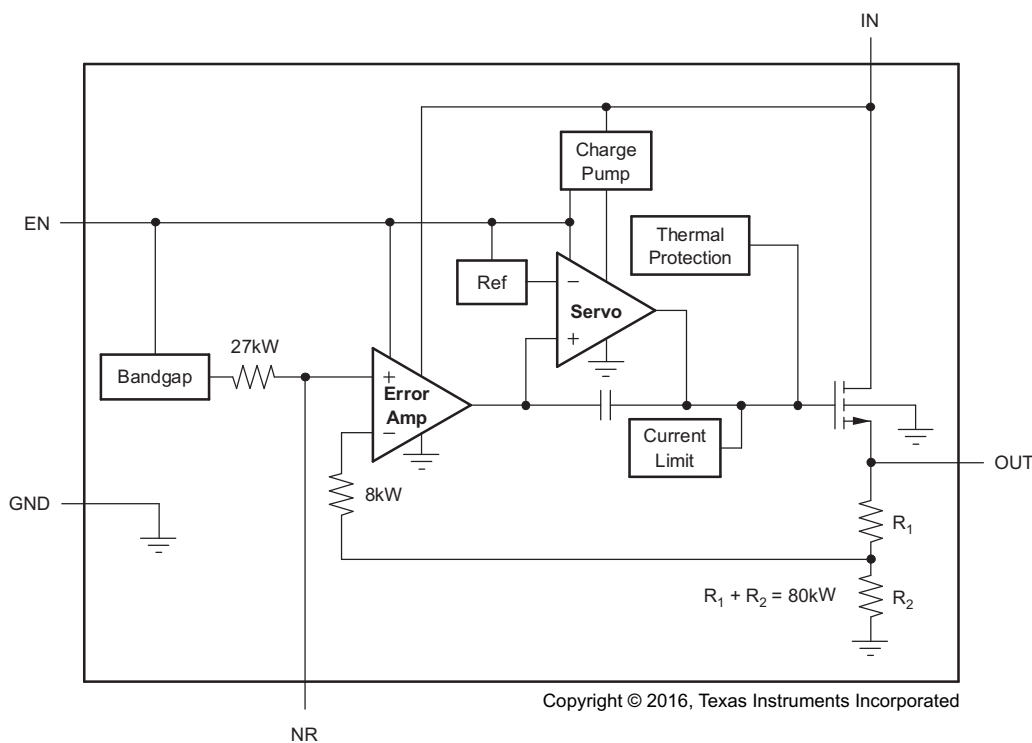 IN
Charge
Pump
EN
Thermal
Protection
Ref
−
Servo
+
27kW
Bandgap
+
Error
Amp
−
Current
Limit
OUT
8kW
GND
R1
R1 + R2 = 80kW
R2
Copyright © 2016, Texas Instruments Incorporated
NR